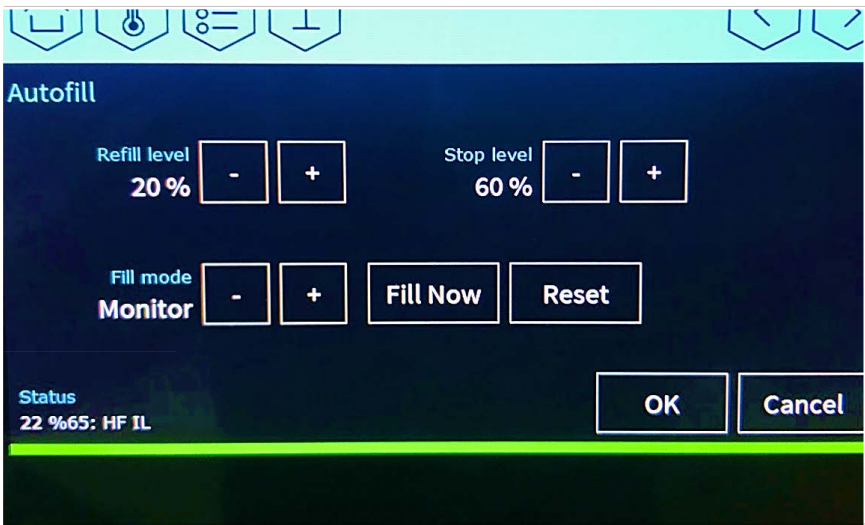 Autofill
Refill level
20 %
-
+
Stop level
60 %
-
+
Fill mode
Monitor
-
+
Fill Now
Reset
Status
22 %65: HF IL
OK
Cancel